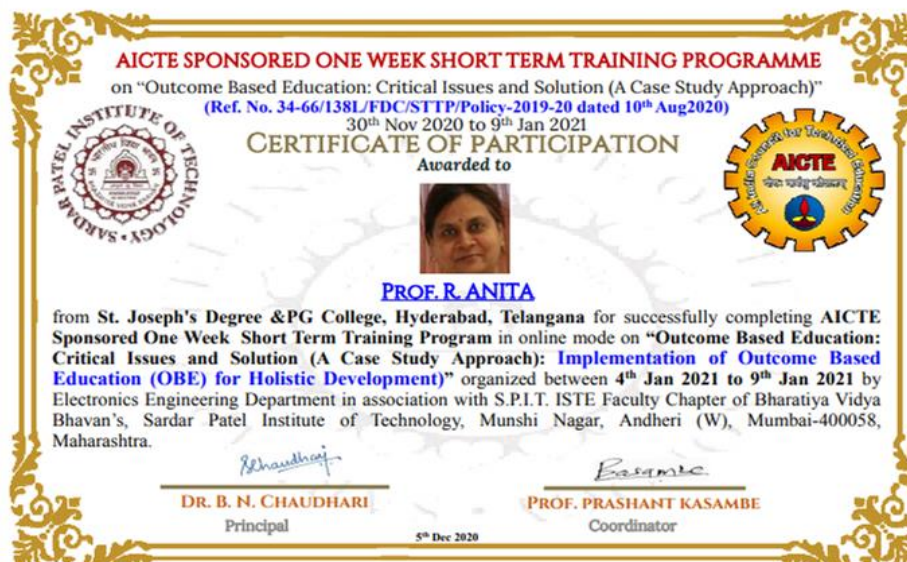 AICTE SPONSORED ONE WEEK SHORT TERM TRAINING PROGRAMME
on “Outcome Based Education: Critical Issues and Solution (A Case Study Approach)”
(Ref. No. 34-66/138L/FDC/STTP/Policy-2019-20 dated 10th Aug2020)
30th Nov 2020 to 9th Jan 2021
CERTIFICATE OF PARTICIPATION
Awarded to
SARDAR PATEL INSTITUTE OF TECHNOLOGY
All India Council for Technical Education
AICTE
PROF. R. ANITA
from St. Joseph's Degree &PG College, Hyderabad, Telangana for successfully completing AICTE
Sponsored One Week Short Term Training Program in online mode on “Outcome Based Education:
Critical Issues and Solution (A Case Study Approach): Implementation of Outcome Based
Education (OBE) for Holistic Development)” organized between 4th Jan 2021 to 9th Jan 2021 by
Electronics Engineering Department in association with S.P.I.T. ISTE Faculty Chapter of Bharatiya Vidya
Bhavan’s, Sardar Patel Institute of Technology, Munshi Nagar, Andheri (W), Mumbai-400058,
Maharashtra.
BChaudhari
Basamze
DR. B. N. CHAUDHARI
PROF. PRASHANT KASAMBE
Principal
Coordinator
5th Dec 2020